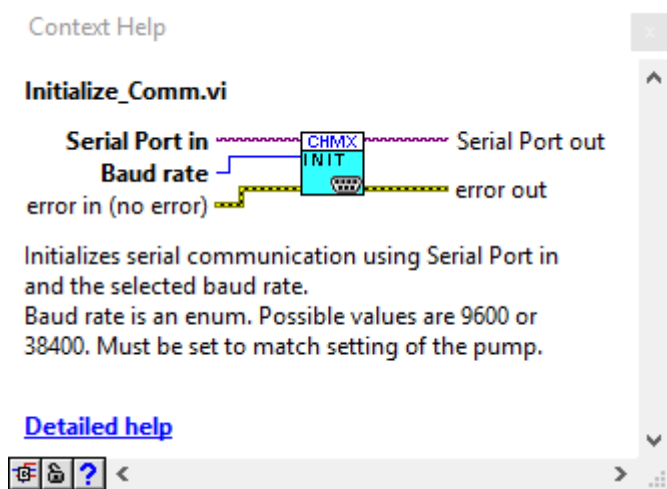 Context Help
x
Initialize_Comm.vi
Serial Port in CHMX Serial Port out
Baud rate INIT
error in (no error) error out
Initializes serial communication using Serial Port in
and the selected baud rate.
Baud rate is an enum. Possible values are 9600 or
38400. Must be set to match setting of the pump.
Detailed help
?